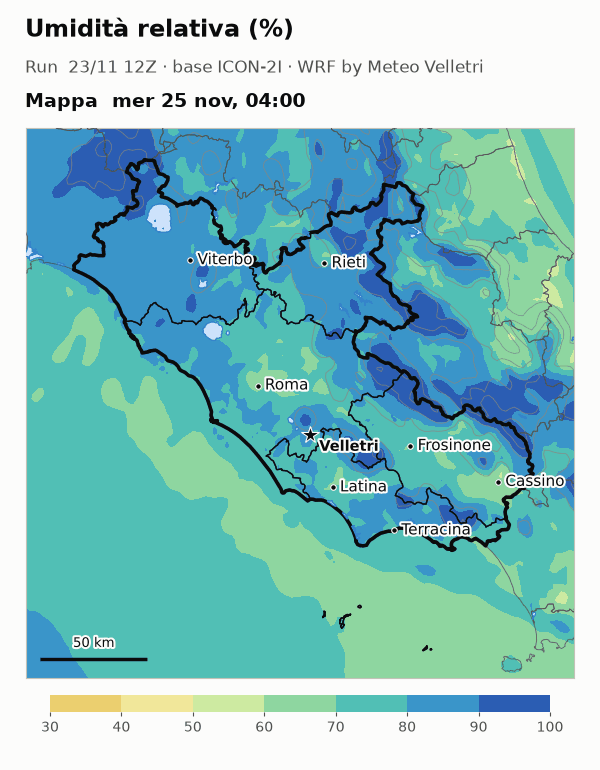 Umidità relativa (%)
Run  23/11 12Z · base ICON-2I · WRF by Meteo Velletri
Mappa  mer 25 nov, 04:00
Viterbo
Rieti
Roma
Velletri
Frosinone
Cassino
Latina
Terracina
50 km
30 40 50 60 70 80 90 100